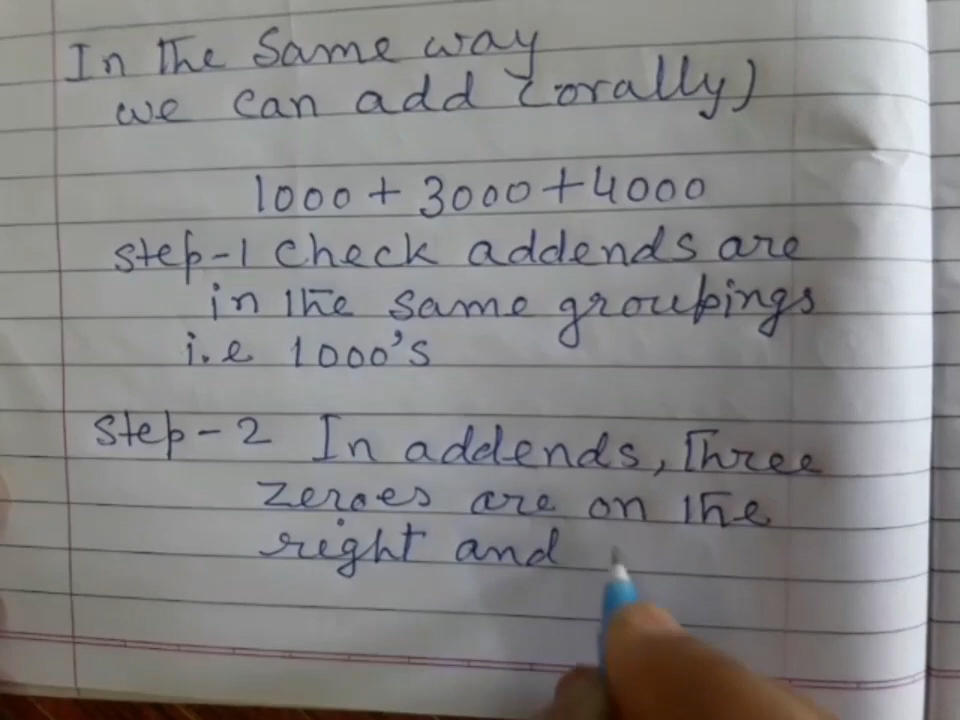 In the same way
we can add (orally)
1000 + 3000 + 4000
step-1 check addends are
in the same groupings
i.e 1000's
step-2 In addends, Three
zeroes are on the
right and